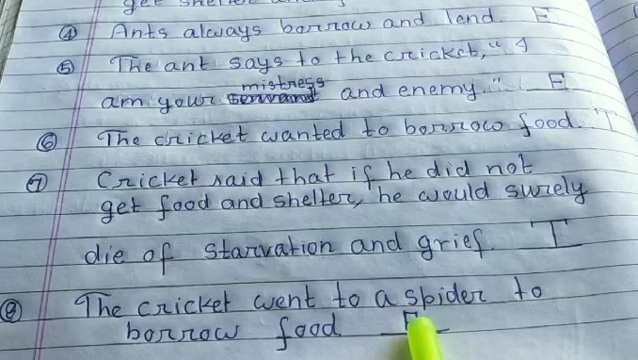 get shelter
④ Ants always borrow and lend. F
⑤ The ant says to the cricket, " I
mistress
am your servant and enemy." F
⑥ The cricket wanted to borrow food. T
⑦ Cricket said that if he did not
get food and shelter, he would surely
die of starvation and grief. T
⑧ The cricket went to a spider to
borrow food. F